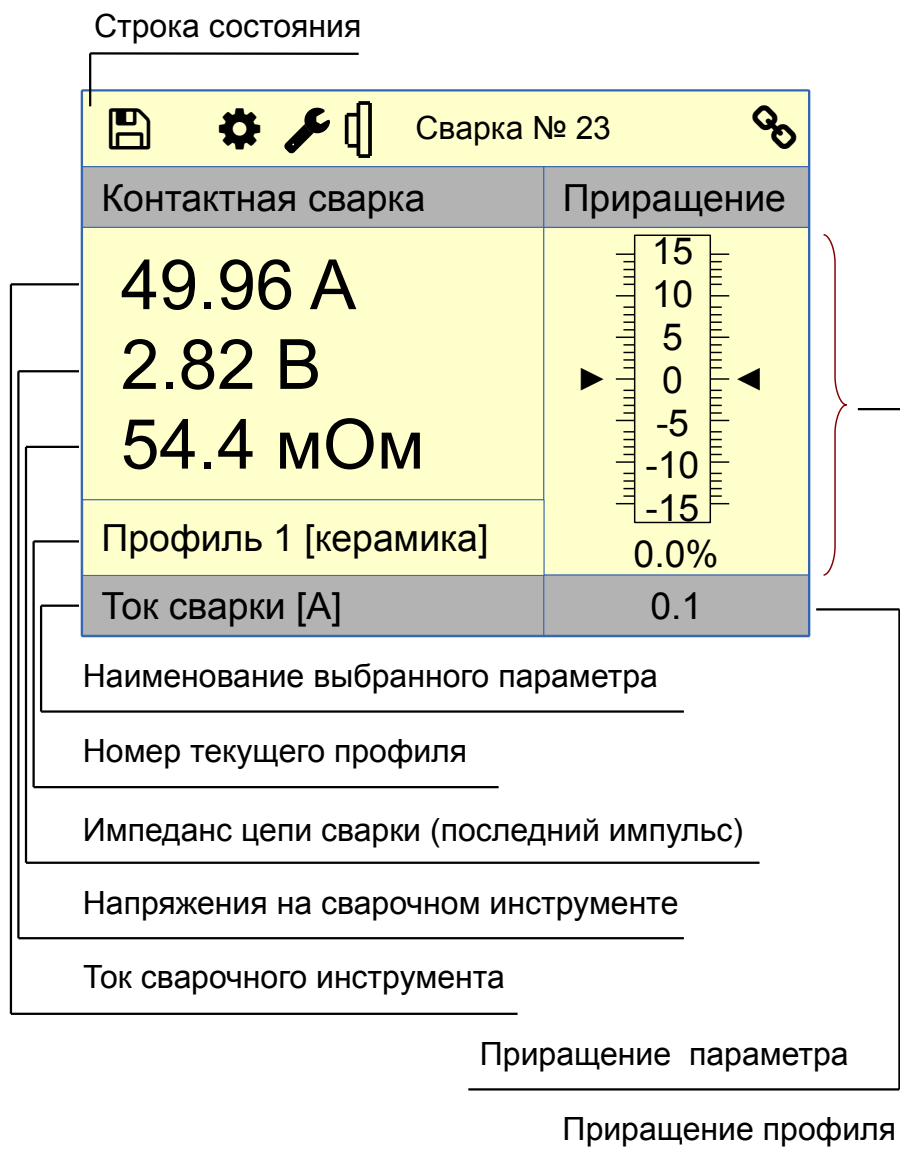 Строка состояния
Сварка № 23
Контактная сварка
Приращение
49.96 А
2.82 В
54.4 мОм
15
10
5
0
-5
-10
-15
0.0%
Профиль 1 [керамика]
Ток сварки [А]
0.1
Наименование выбранного параметра
Номер текущего профиля
Импеданс цепи сварки (последний импульс)
Напряжения на сварочном инструменте
Ток сварочного инструмента
Приращение параметра
Приращение профиля